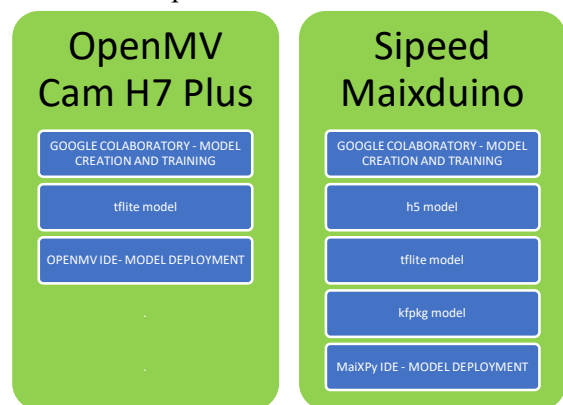 OpenMV
Cam H7 Plus
GOOGLE COLABORATORY - MODEL
CREATION AND TRAINING
tflite model
OPENMV IDE- MODEL DEPLOYMENT
.
.
Sipeed
Maixduino
GOOGLE COLABORATORY - MODEL
CREATION AND TRAINING
h5 model
tflite model
kfpkg model
MaiXPy IDE - MODEL DEPLOYMENT